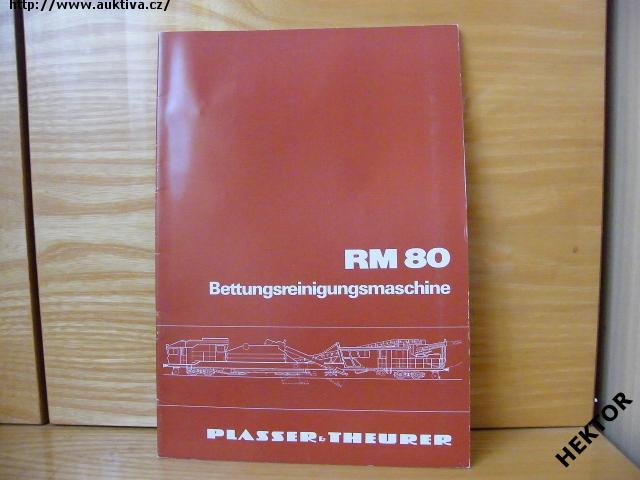 http://www.auktiva.cz/
RM 80
Bettungsreinigungsmaschine
PLASSER & THEURER
HEKTOR